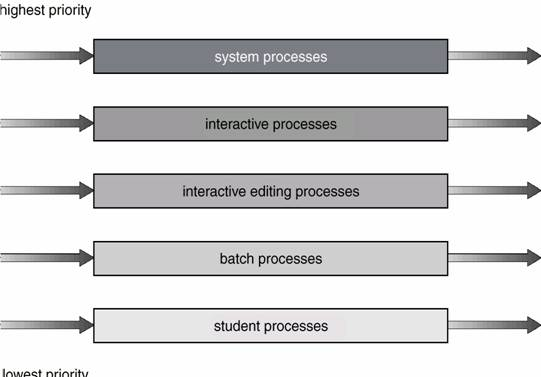 highest priority
system processes
interactive processes
interactive editing processes
batch processes
student processes
lowest priority